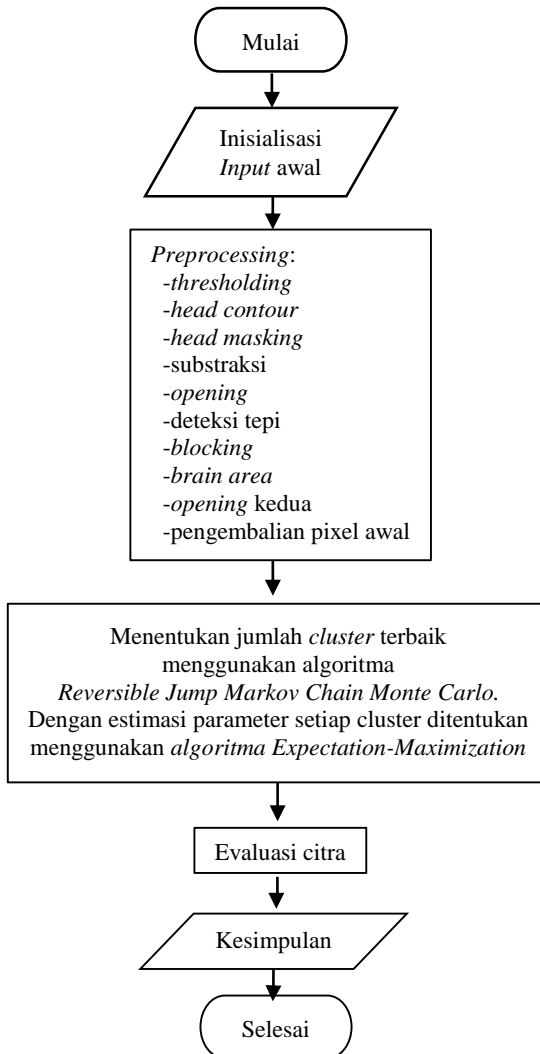 Mulai
Inisialisasi
Input awal
Preprocessing:
-thresholding
-head contour
-head masking
-substraksi
-opening
-deteksi tepi
-blocking
-brain area
-opening kedua
-pengembalian pixel awal
Menentukan jumlah cluster terbaik
menggunakan algoritma
Reversible Jump Markov Chain Monte Carlo.
Dengan estimasi parameter setiap cluster ditentukan
menggunakan algoritma Expectation-Maximization
Evaluasi citra
Kesimpulan
Selesai